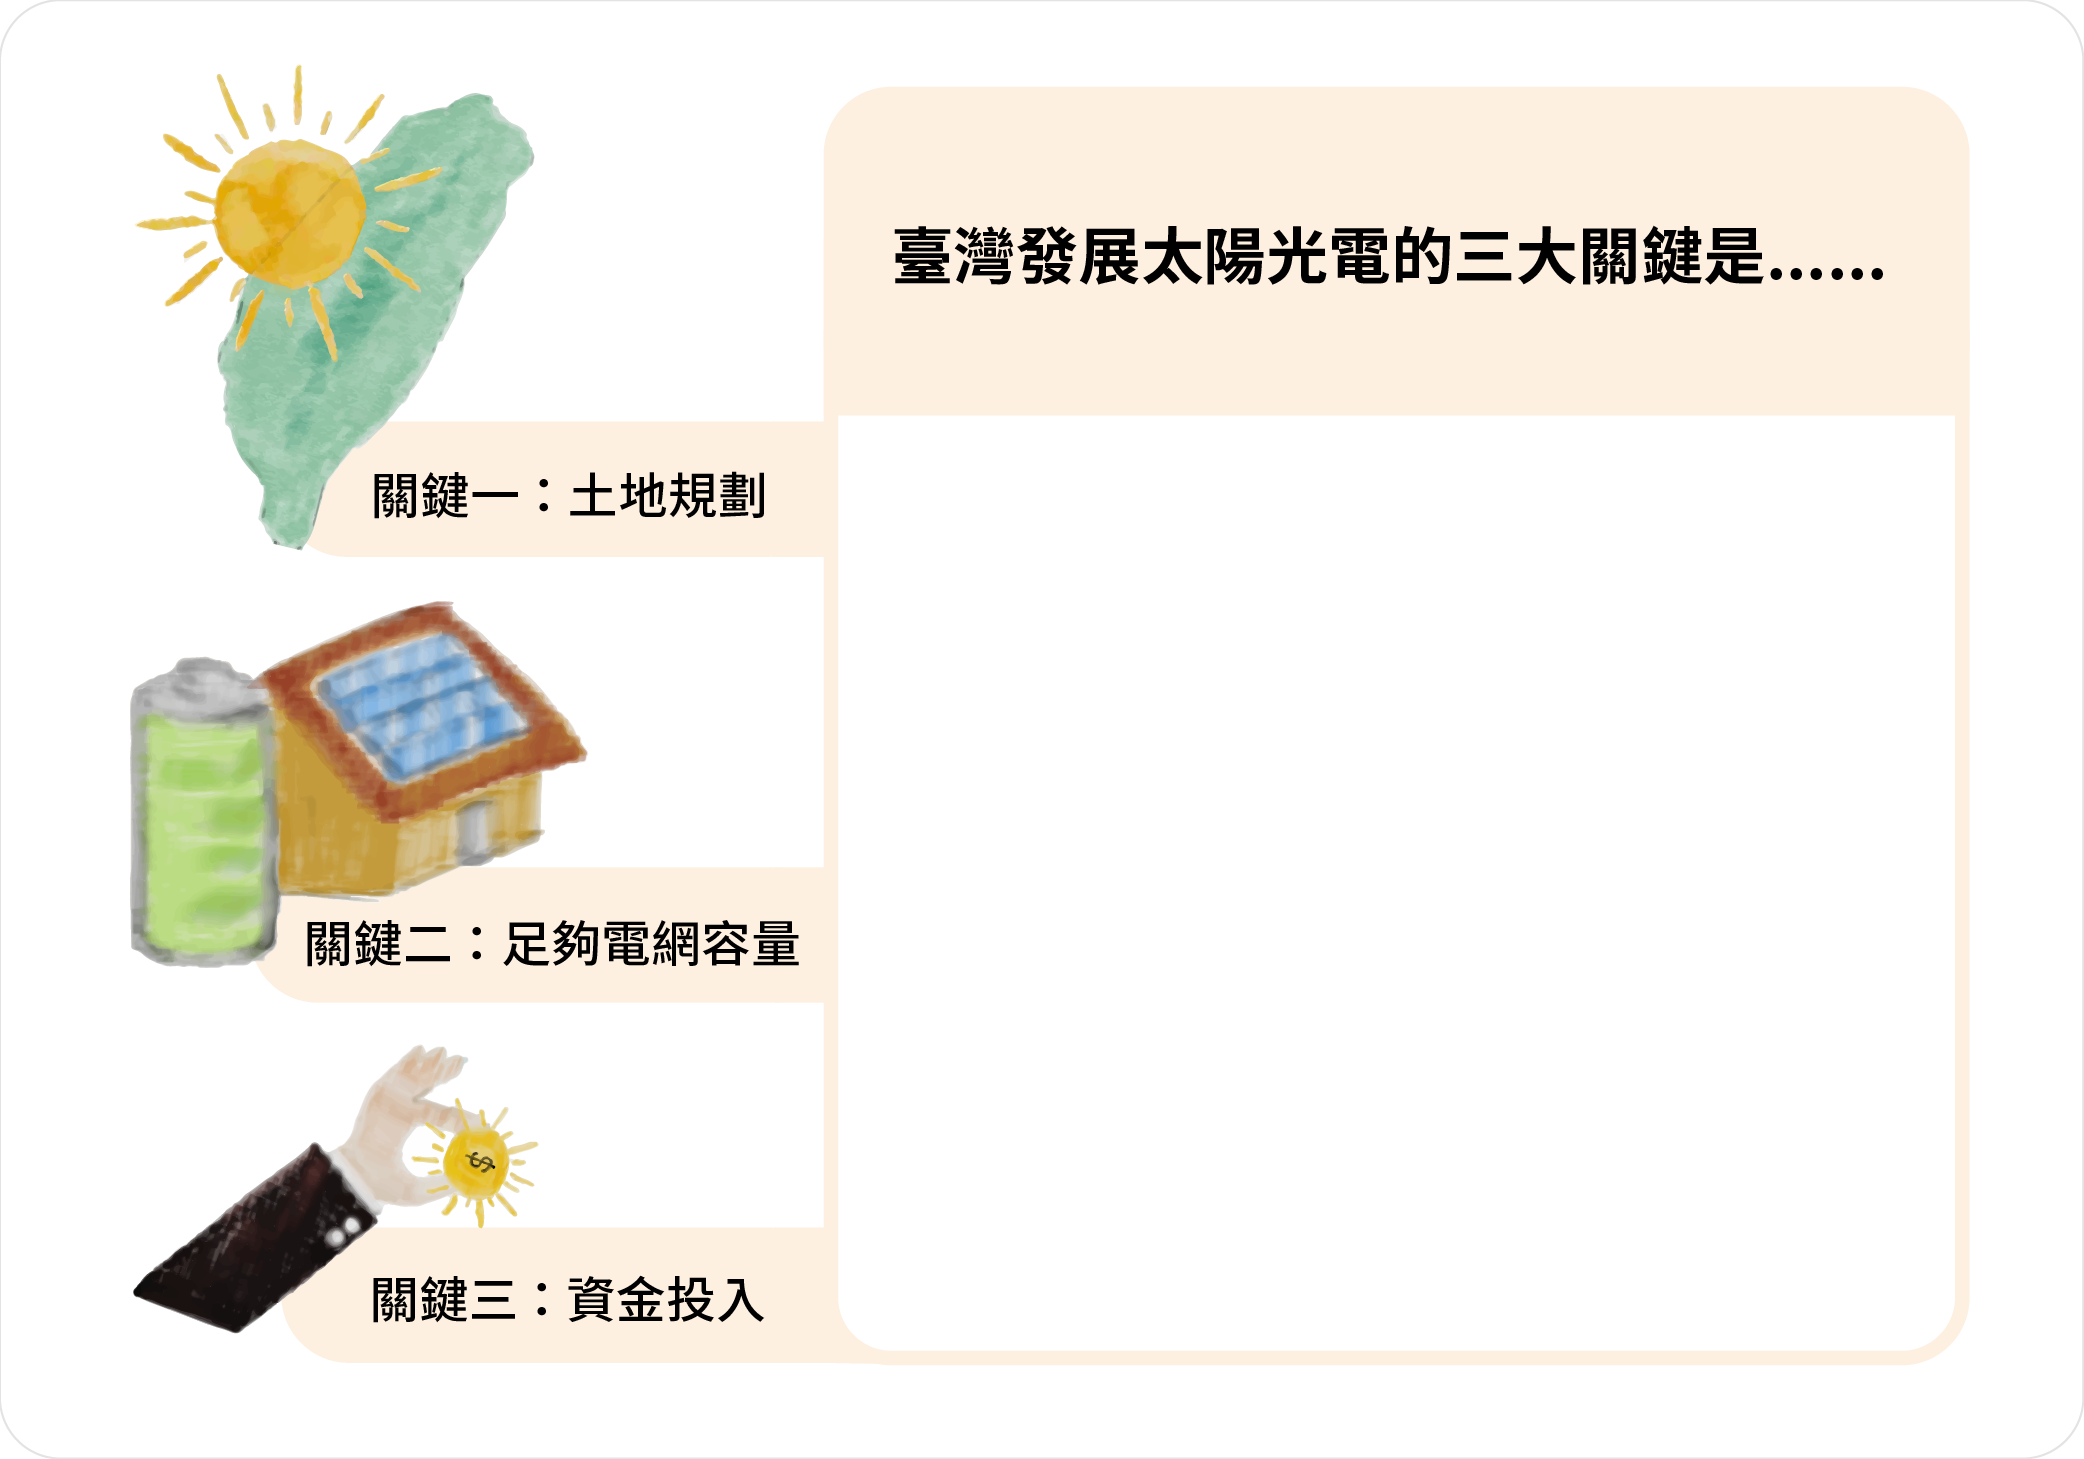 臺灣發展太陽光電的三大關鍵是......
關鍵一：土地規劃
關鍵二：足夠電網容量
$
關鍵三：資金投入